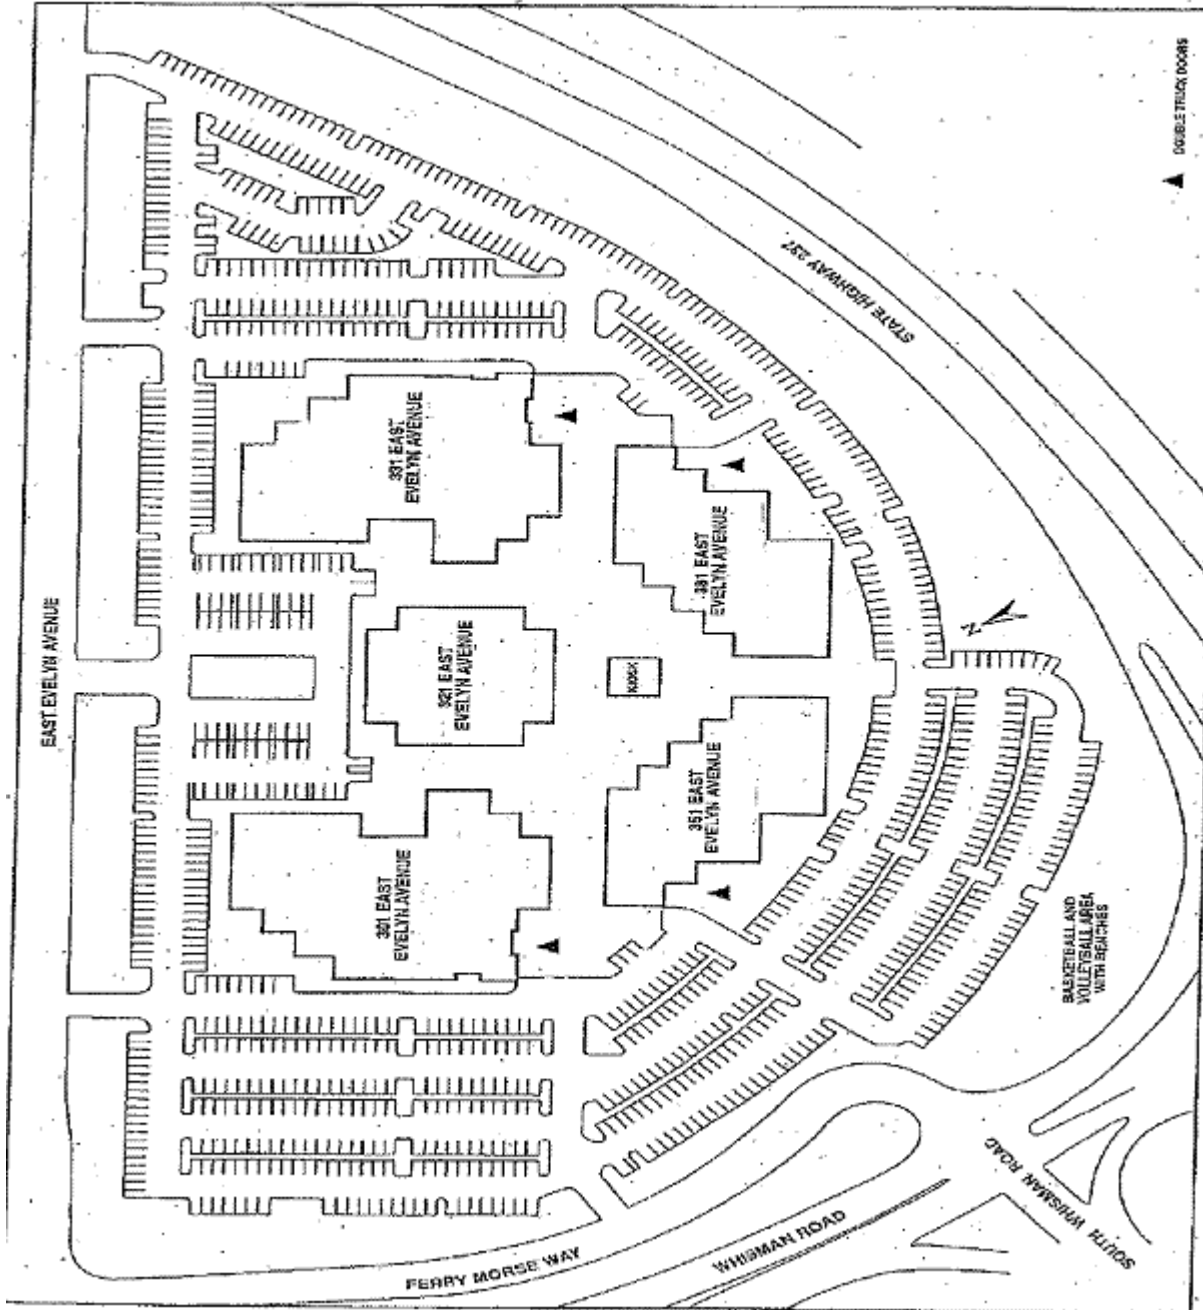 DOUBLE TRUCK DOORS
STATE HIGHWAY 237
EAST EVELYN AVENUE
331 EAST
EVELYN AVENUE
381 EAST
EVELYN AVENUE
321 EAST
EVELYN AVENUE
KIOSK
N
351 EAST
EVELYN AVENUE
301 EAST
EVELYN AVENUE
BASKETBALL AND
VOLLEYBALL AREA
WITH BENCHES
FERRY MORSE WAY
WHISMAN ROAD
SOUTH WHISMAN ROAD